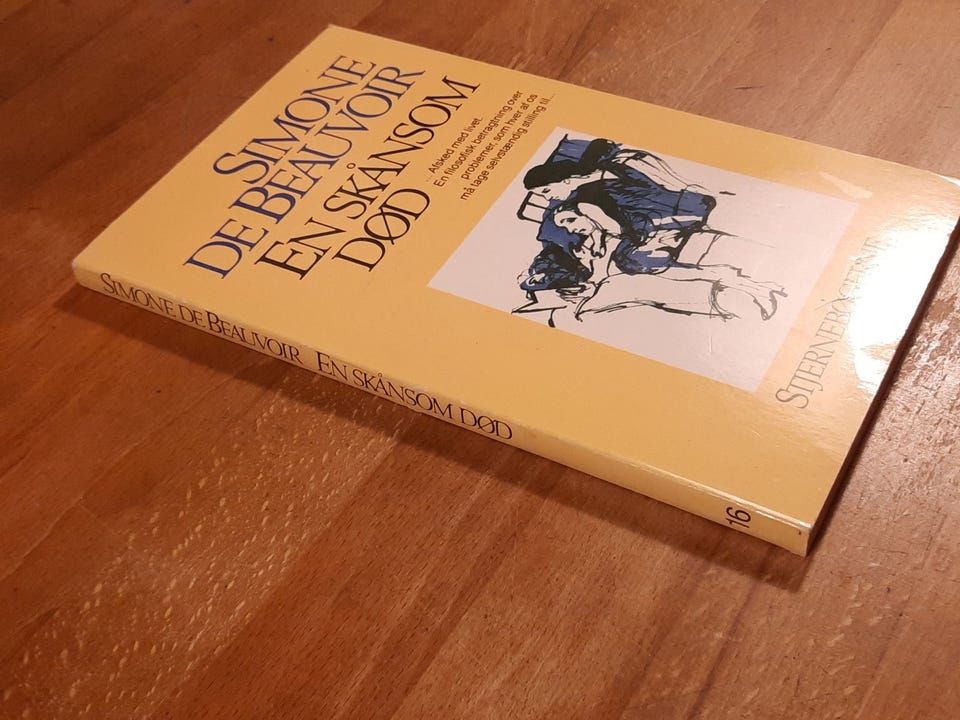 SIMONE
DE BEAUVOIR
EN SKÅNSOM
DØD
... Afsked med livet.
En filosofisk betragtning over
problemer, som hver af os
må tage selvstændig stilling til...
STJERNEBØGERNE
SIMONE DE BEAUVOIR EN SKÅNSOM DØD
16